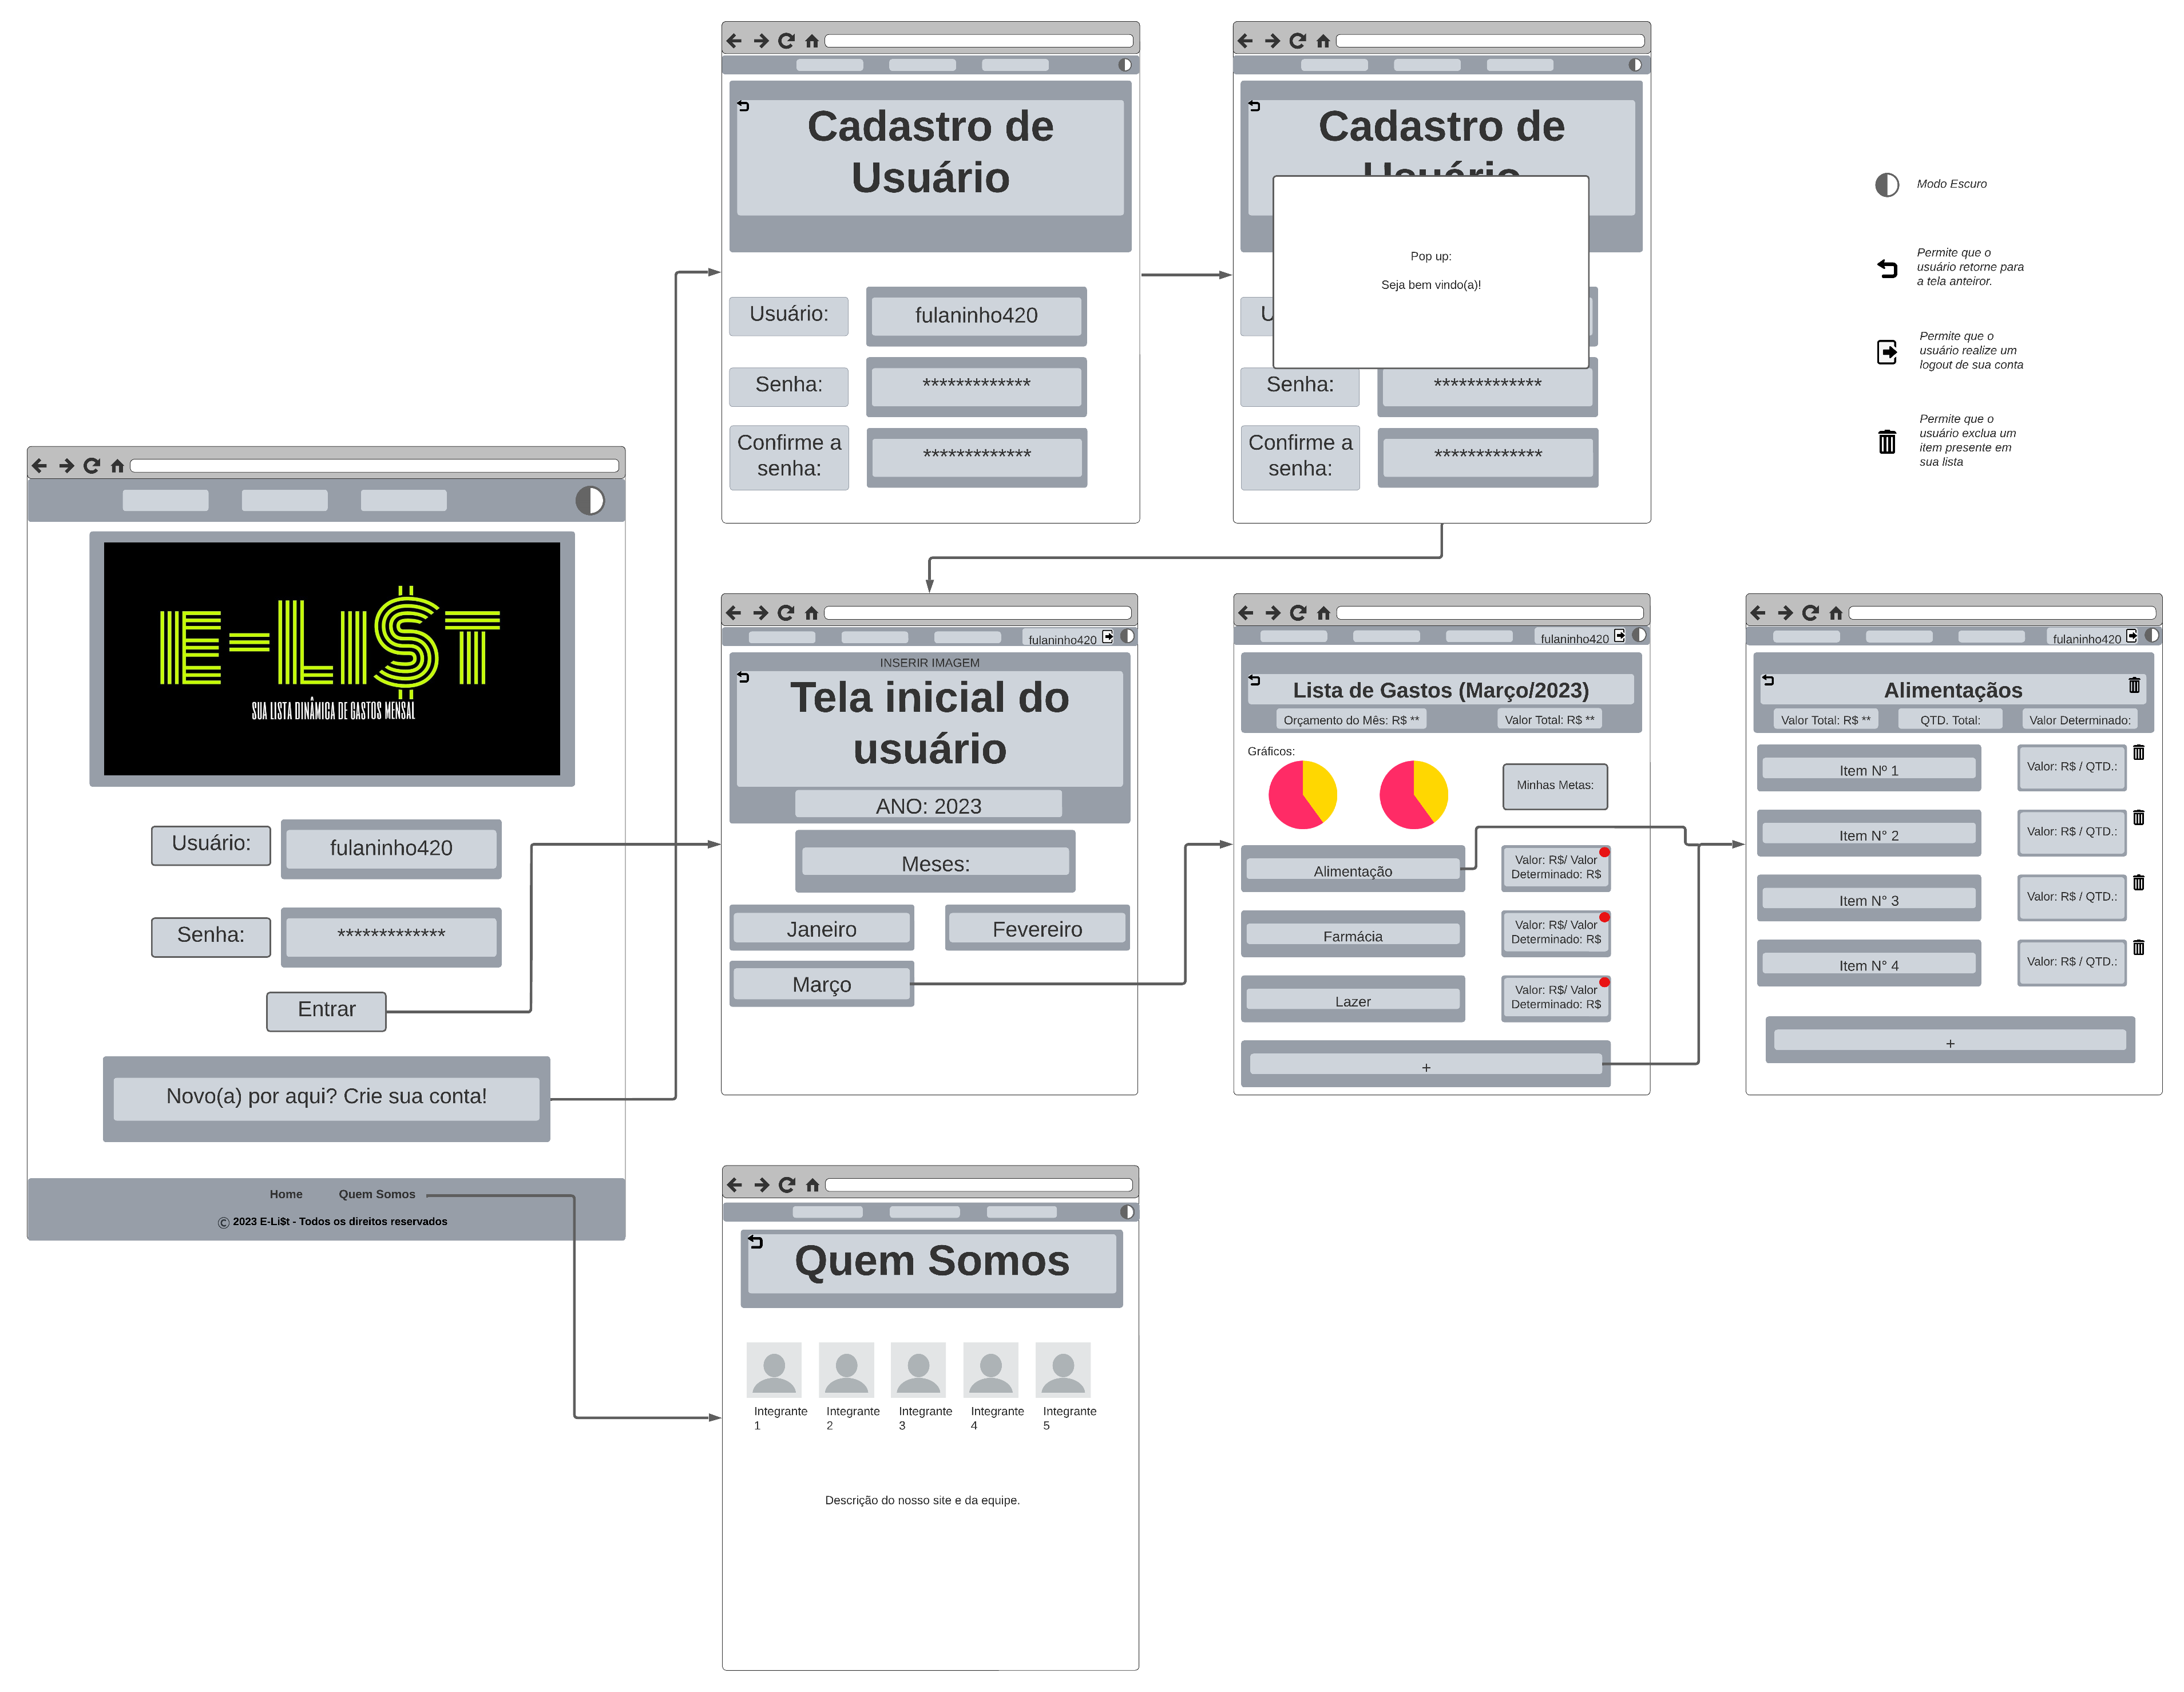 E-LI$T
SUA LISTA DINÂMICA DE GASTOS MENSAL
Usuário:
fulaninho420
Senha:
*************
Entrar
Novo(a) por aqui? Crie sua conta!
Home
Quem Somos
© 2023 E-Li$t - Todos os direitos reservados
Cadastro de
Usuário
Usuário:
fulaninho420
Senha:
*************
Confirme a
senha:
*************
Cadastro de
Usuário
Pop up:
Seja bem vindo(a)!
U
Senha:
*************
Confirme a
senha:
*************
Modo Escuro
Permite que o
usuário retorne para
a tela anteiror.
Permite que o
usuário realize um
logout de sua conta
Permite que o
usuário exclua um
item presente em
sua lista
fulaninho420
INSERIR IMAGEM
Tela inicial do
usuário
ANO: 2023
Meses:
Janeiro
Fevereiro
Março
fulaninho420
Lista de Gastos (Março/2023)
Orçamento do Mês: R$ **
Valor Total: R$ **
Gráficos:
Minhas Metas:
Alimentação
Valor: R$/ Valor
Determinado: R$
Farmácia
Valor: R$/ Valor
Determinado: R$
Lazer
Valor: R$/ Valor
Determinado: R$
+
fulaninho420
Alimentaçãos
Valor Total: R$ **
QTD. Total:
Valor Determinado:
Item Nº 1
Valor: R$ / QTD.:
Item N° 2
Valor: R$ / QTD.:
Item N° 3
Valor: R$ / QTD.:
Item N° 4
Valor: R$ / QTD.:
+
Quem Somos
Integrante
1
Integrante
2
Integrante
3
Integrante
4
Integrante
5
Descrição do nosso site e da equipe.